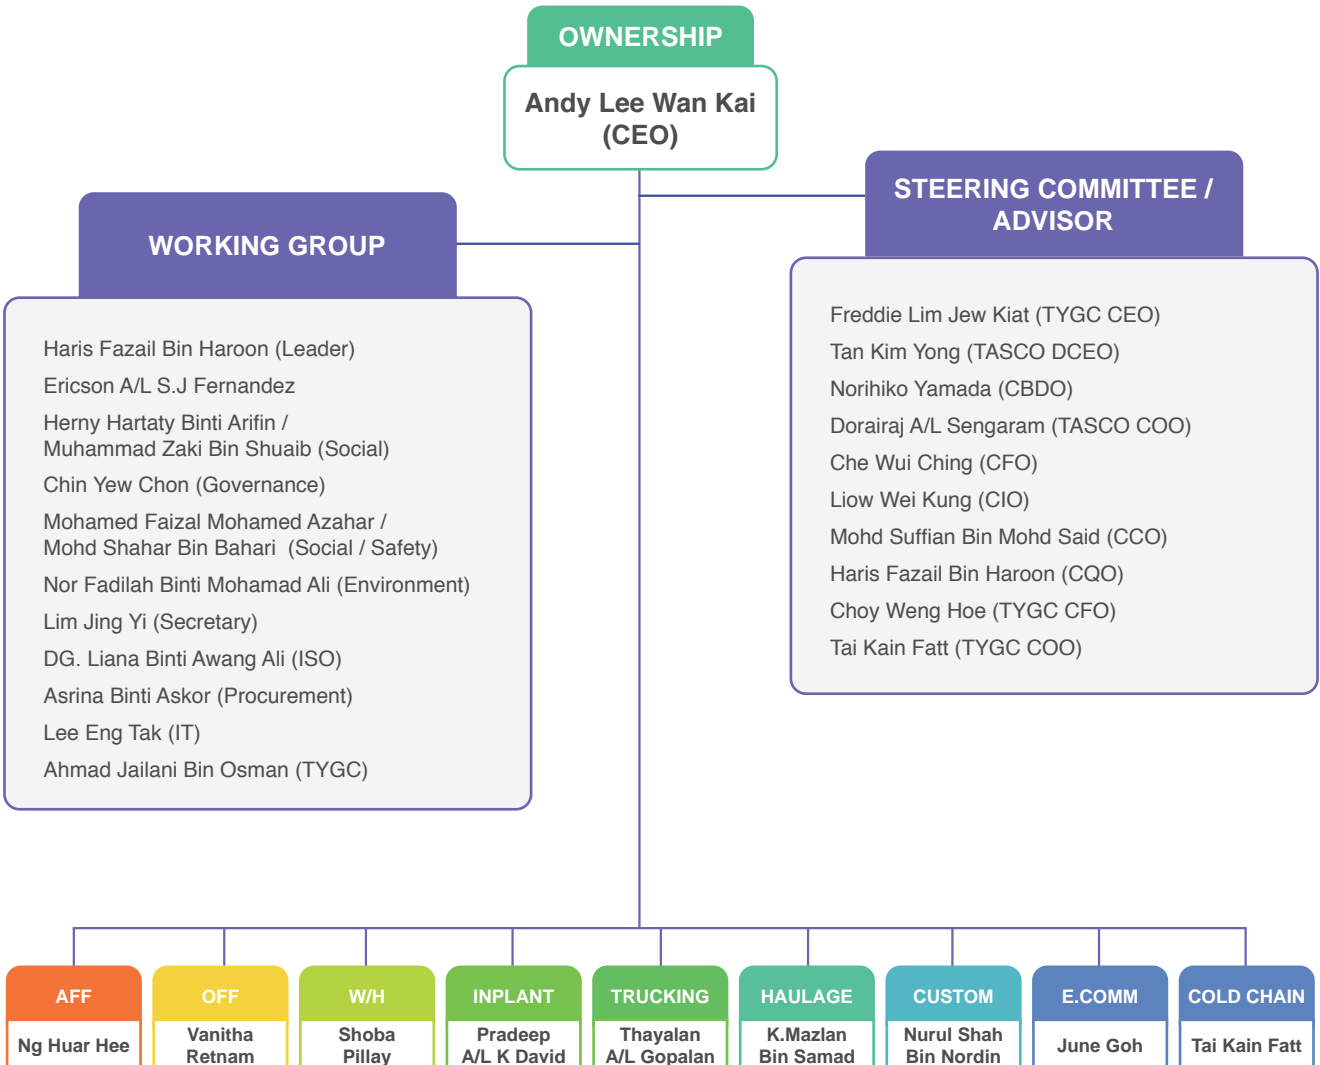 OWNERSHIP
Andy Lee Wan Kai
(CEO)
WORKING GROUP
Haris Fazail Bin Haroon (Leader)
Ericson A/L S.J Fernandez
Herny Hartaty Binti Arifin /
Muhammad Zaki Bin Shuaib (Social)
Chin Yew Chon (Governance)
Mohamed Faizal Mohamed Azahar /
Mohd Shahar Bin Bahari (Social / Safety)
Nor Fadilah Binti Mohamad Ali (Environment)
Lim Jing Yi (Secretary)
DG. Liana Binti Awang Ali (ISO)
Asrina Binti Askor (Procurement)
Lee Eng Tak (IT)
Ahmad Jailani Bin Osman (TYGC)
STEERING COMMITTEE /
ADVISOR
Freddie Lim Jew Kiat (TYGC CEO)
Tan Kim Yong (TASCO DCEO)
Norihiko Yamada (CBDO)
Dorairaj A/L Sengaram (TASCO COO)
Che Wui Ching (CFO)
Liow Wei Kung (CIO)
Mohd Suffian Bin Mohd Said (CCO)
Haris Fazail Bin Haroon (CQO)
Choy Weng Hoe (TYGC CFO)
Tai Kain Fatt (TYGC COO)
AFF
Ng Huar Hee
OFF
Vanitha
Retnam
W/H
Shoba
Pillay
INPLANT
Pradeep
A/L K David
TRUCKING
Thayalan
A/L Gopalan
HAULAGE
K.Mazlan
Bin Samad
CUSTOM
Nurul Shah
Bin Nordin
E.COMM
June Goh
COLD CHAIN
Tai Kain Fatt